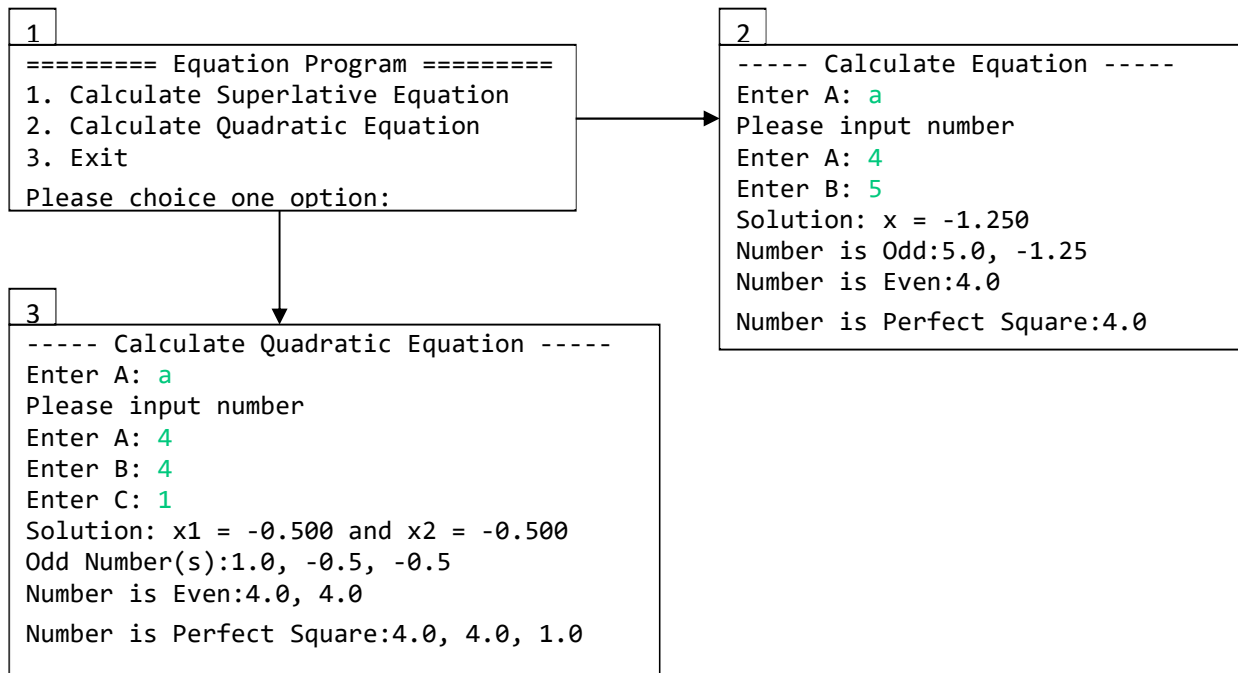 1
========= Equation Program =========
1. Calculate Superlative Equation
2. Calculate Quadratic Equation
3. Exit
Please choice one option:
2
----- Calculate Equation -----
Enter A: a
Please input number
Enter A: 4
Enter B: 5
Solution: x = -1.250
Number is Odd:5.0, -1.25
Number is Even:4.0
Number is Perfect Square:4.0
3
----- Calculate Quadratic Equation -----
Enter A: a
Please input number
Enter A: 4
Enter B: 4
Enter C: 1
Solution: x1 = -0.500 and x2 = -0.500
Odd Number(s):1.0, -0.5, -0.5
Number is Even:4.0, 4.0
Number is Perfect Square:4.0, 4.0, 1.0